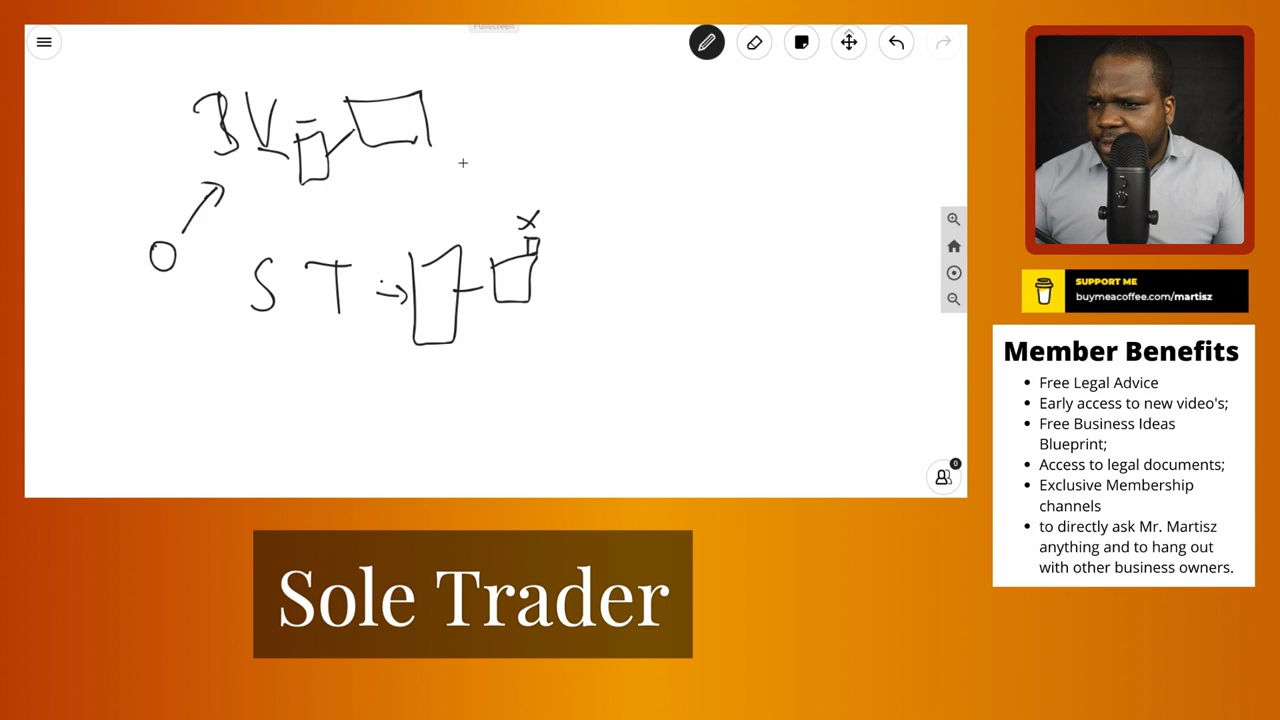 Fullscreen
BV
X
S T
0
SUPPORT ME
buymeacoffee.com/martisz
Member Benefits
• Free Legal Advice
• Early access to new video's;
• Free Business Ideas
Blueprint;
• Access to legal documents;
• Exclusive Membership
channels
• to directly ask Mr. Martisz
anything and to hang out
with other business owners.
Sole Trader